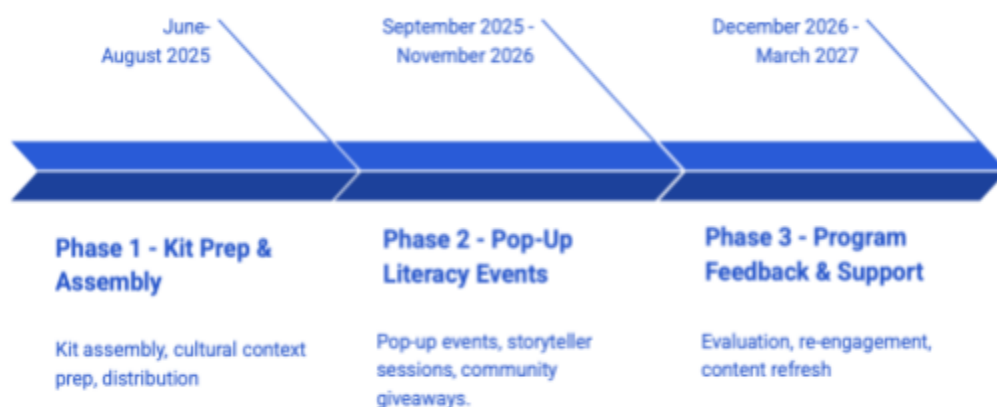 June-
August 2025
September 2025 -
November 2026
December 2026 -
March 2027
Phase 1 - Kit Prep &
Assembly
Kit assembly, cultural context
prep, distribution
Phase 2 - Pop-Up
Literacy Events
Pop-up events, storyteller
sessions, community
giveaways.
Phase 3 - Program
Feedback & Support
Evaluation, re-engagement,
content refresh